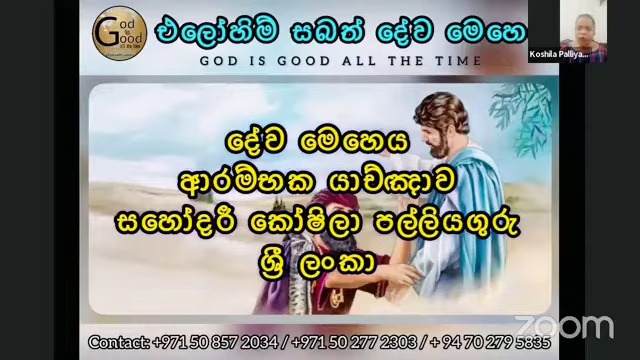 God is Good
එලෝහිම් සබත් දේව මෙහෙ
GOD IS GOOD ALL THE TIME
Koshila Palliya...
දේව මෙහෙය
ආරම්භක යාච්ඤාව
සහෝදරී කෝෂිලා පල්ලියගුරු
ශ්‍රී ලංකා
zoom
Contact: +971 50 857 2034 / +971 50 277 2303 / + 94 70 279 5835